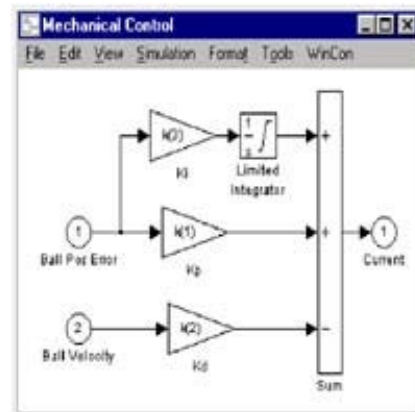 Mechanical Control
File Edit View Simulation Format Tools WinCon
k(3)
1
s
Ki
Limited
Integrator
+
1
k(1)
+
1
Ball Pos Error
Kp
Current
2
k(2)
−
Ball Velocity
Kd
Sum